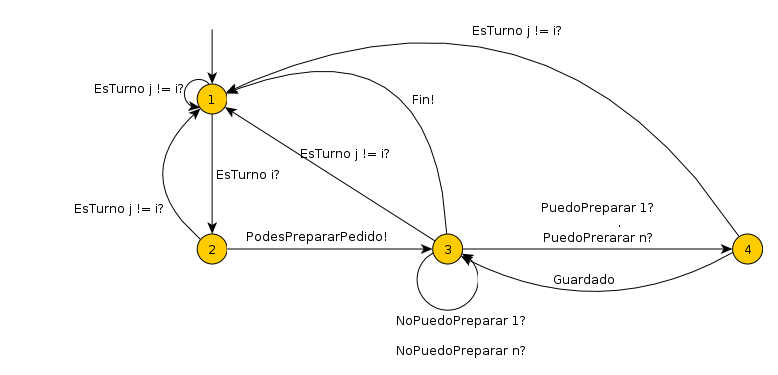 EsTurno j != i?
EsTurno j != i?
1
Fin!
EsTurno j != i?
EsTurno i?
EsTurno j != i?
PuedoPreparar 1?
.
PuedoPrerarar n?
PodesPrepararPedido!
2
3
4
Guardado
NoPuedoPreparar 1?
NoPuedoPreparar n?